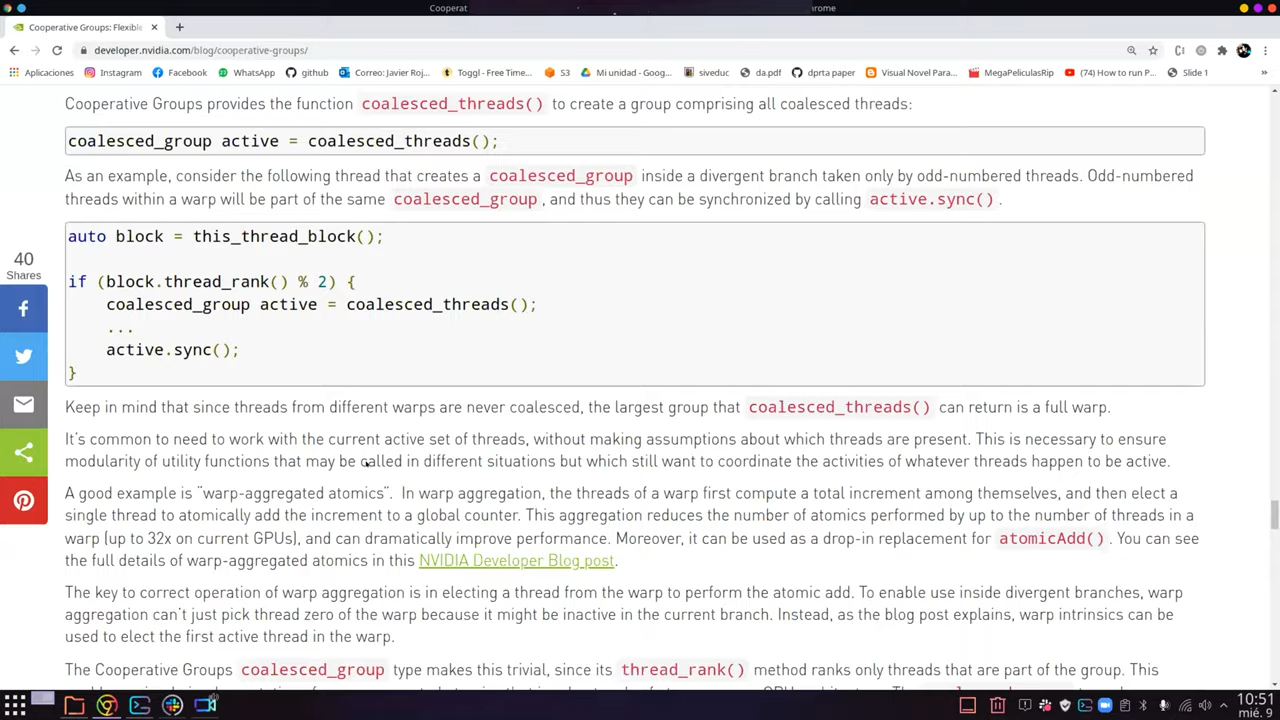 Cooperat
rome
Cooperative Groups: Flexibl
developer.nvidia.com/blog/cooperative-groups/
Aplicaciones
Instagram
Facebook
WhatsApp
github
Correo: Javier Roj...
Toggl - Free Time...
S3
Mi unidad - Goog...
siveduc
da.pdf
dprta paper
Visual Novel Para...
MegaPeliculasRip
(74) How to run P...
Slide 1
»
Cooperative Groups provides the function coalesced_threads() to create a group comprising all coalesced threads:
coalesced_group active = coalesced_threads();
As an example, consider the following thread that creates a coalesced_group inside a divergent branch taken only by odd-numbered threads. Odd-numbered
threads within a warp will be part of the same coalesced_group, and thus they can be synchronized by calling active.sync().
auto block = this_thread_block();
if (block.thread_rank() % 2) {
coalesced_group active = coalesced_threads();
...
active.sync();
}
40
Shares
Keep in mind that since threads from different warps are never coalesced, the largest group that coalesced_threads() can return is a full warp.
It's common to need to work with the current active set of threads, without making assumptions about which threads are present. This is necessary to ensure
modularity of utility functions that may be called in different situations but which still want to coordinate the activities of whatever threads happen to be active.
A good example is "warp-aggregated atomics". In warp aggregation, the threads of a warp first compute a total increment among themselves, and then elect a
single thread to atomically add the increment to a global counter. This aggregation reduces the number of atomics performed by up to the number of threads in a
warp (up to 32x on current GPUs), and can dramatically improve performance. Moreover, it can be used as a drop-in replacement for atomicAdd(). You can see
the full details of warp-aggregated atomics in this NVIDIA Developer Blog post.
The key to correct operation of warp aggregation is in electing a thread from the warp to perform the atomic add. To enable use inside divergent branches, warp
aggregation can't just pick thread zero of the warp because it might be inactive in the current branch. Instead, as the blog post explains, warp intrinsics can be
used to elect the first active thread in the warp.
The Cooperative Groups coalesced_group type makes this trivial, since its thread_rank() method ranks only threads that are part of the group. This
10:51
mié. 9